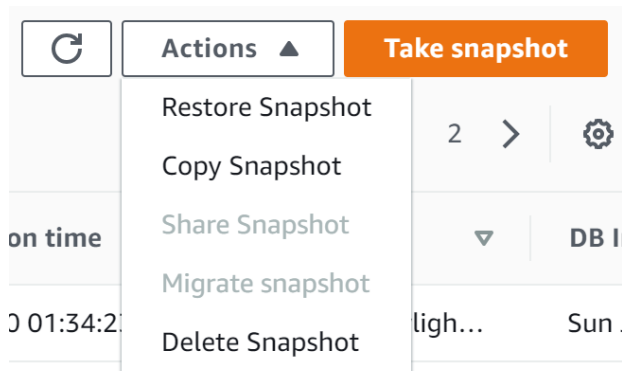 Actions Take snapshot
Restore Snapshot
2
Copy Snapshot
Share Snapshot
on time DB
Migrate snapshot
01:34:2 ligh... Sun
Delete Snapshot